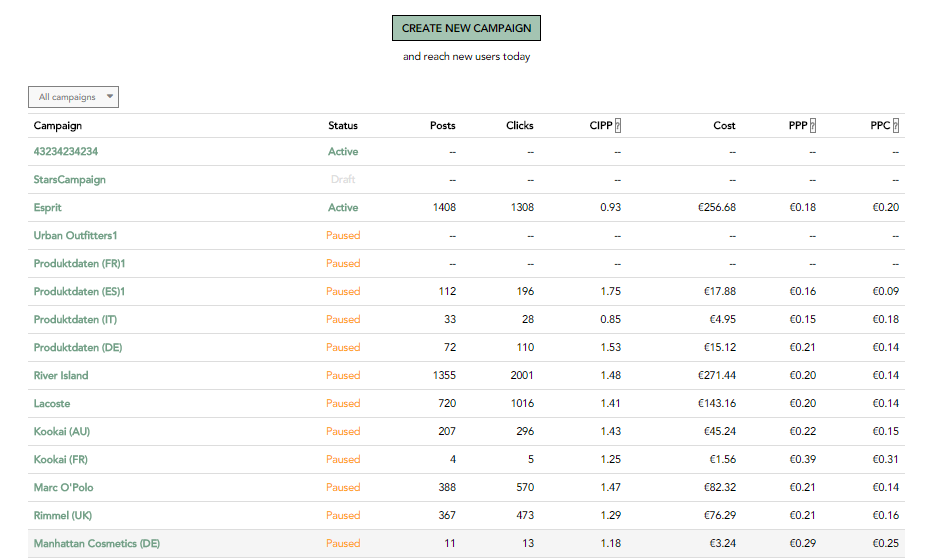 CREATE NEW CAMPAIGN
and reach new users today
All campaigns
Campaign Status Posts Clicks CIPP ? Cost PPP ? PPC ?
43234234234 Active -- -- -- -- -- --
StarsCampaign Draft -- -- -- -- -- --
Esprit Active 1408 1308 0.93 €256.68 €0.18 €0.20
Urban Outfitters1 Paused -- -- -- -- -- --
Produktdaten (FR)1 Paused -- -- -- -- -- --
Produktdaten (ES)1 Paused 112 196 1.75 €17.88 €0.16 €0.09
Produktdaten (IT) Paused 33 28 0.85 €4.95 €0.15 €0.18
Produktdaten (DE) Paused 72 110 1.53 €15.12 €0.21 €0.14
River Island Paused 1355 2001 1.48 €271.44 €0.20 €0.14
Lacoste Paused 720 1016 1.41 €143.16 €0.20 €0.14
Kookai (AU) Paused 207 296 1.43 €45.24 €0.22 €0.15
Kookai (FR) Paused 4 5 1.25 €1.56 €0.39 €0.31
Marc O'Polo Paused 388 570 1.47 €82.32 €0.21 €0.14
Rimmel (UK) Paused 367 473 1.29 €76.29 €0.21 €0.16
Manhattan Cosmetics (DE) Paused 11 13 1.18 €3.24 €0.29 €0.25